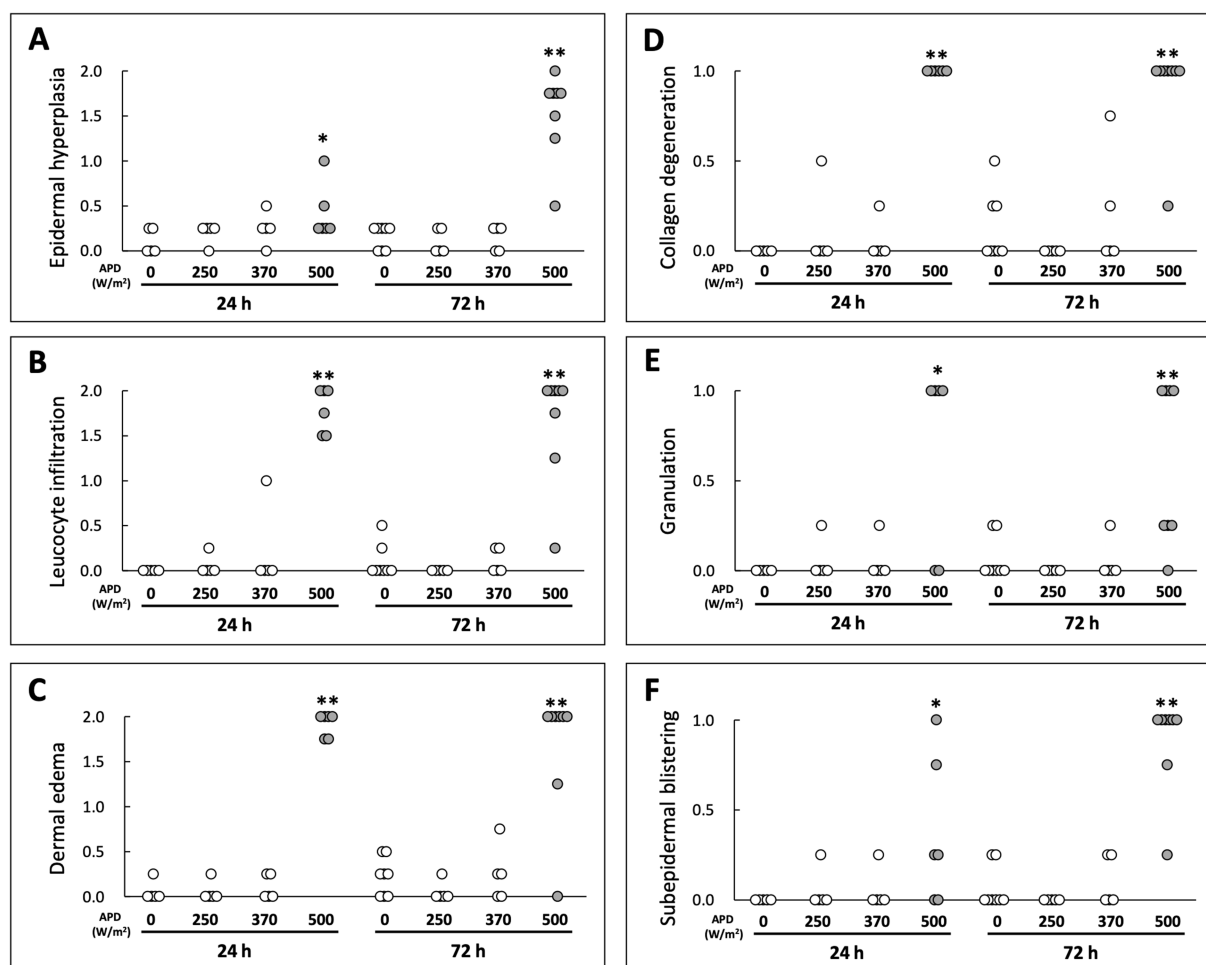 A
Epidermal hyperplasia
**
*
2.0
1.5
1.0
0.5
0.0
APD (W/m²)
0 250 370 500 0 250 370 500
24 h 72 h
B
Leucocyte infiltration
** **
2.0
1.5
1.0
0.5
0.0
APD (W/m²)
0 250 370 500 0 250 370 500
24 h 72 h
C
Dermal edema
** **
2.0
1.5
1.0
0.5
0.0
APD (W/m²)
0 250 370 500 0 250 370 500
24 h 72 h
D
Collagen degeneration
** **
1.0
0.5
0.0
APD (W/m²)
0 250 370 500 0 250 370 500
24 h 72 h
E
Granulation
* **
1.0
0.5
0.0
APD (W/m²)
0 250 370 500 0 250 370 500
24 h 72 h
F
Subepidermal blistering
* **
1.0
0.5
0.0
APD (W/m²)
0 250 370 500 0 250 370 500
24 h 72 h